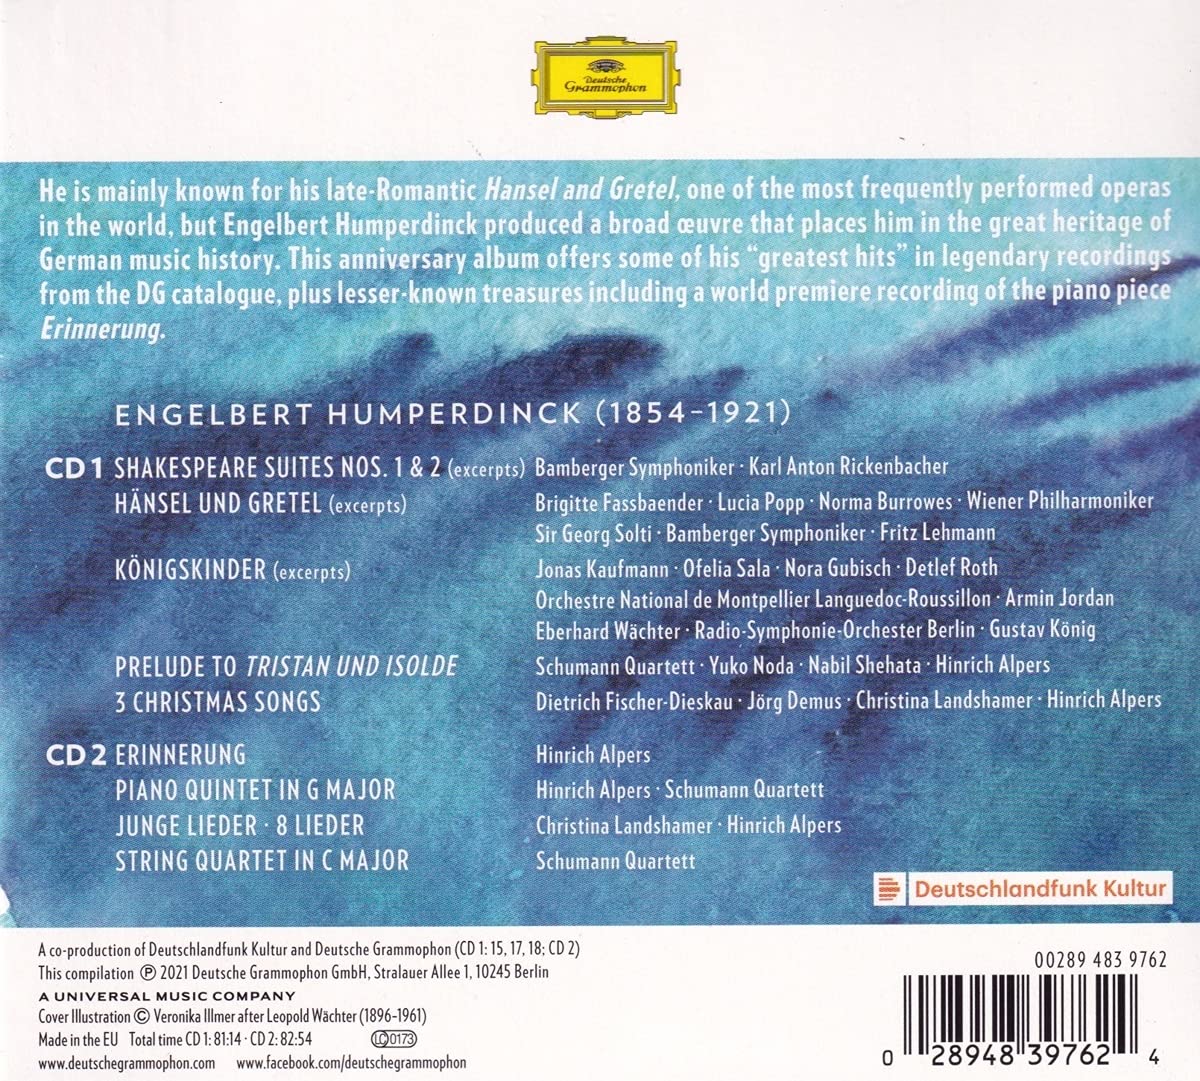 Deutsche
Grammophon
He is mainly known for his late-Romantic Hansel and Gretel, one of the most frequently performed operas
in the world, but Engelbert Humperdinck produced a broad œuvre that places him in the great heritage of
German music history. This anniversary album offers some of his “greatest hits” in legendary recordings
from the DG catalogue, plus lesser-known treasures including a world premiere recording of the piano piece
Erinnerung.
ENGELBERT HUMPERDINCK (1854–1921)
CD 1 SHAKESPEARE SUITES NOS. 1 & 2 (excerpts) Bamberger Symphoniker · Karl Anton Rickenbacher
HÄNSEL UND GRETEL (excerpts) Brigitte Fassbaender · Lucia Popp · Norma Burrowes · Wiener Philharmoniker
Sir Georg Solti · Bamberger Symphoniker · Fritz Lehmann
KÖNIGSKINDER (excerpts) Jonas Kaufmann · Ofelia Sala · Nora Gubisch · Detlef Roth
Orchestre National de Montpellier Languedoc-Roussillon · Armin Jordan
Eberhard Wächter · Radio-Symphonie-Orchester Berlin · Gustav König
PRELUDE TO TRISTAN UND ISOLDE Schumann Quartett · Yuko Noda · Nabil Shehata · Hinrich Alpers
3 CHRISTMAS SONGS Dietrich Fischer-Dieskau · Jörg Demus · Christina Landshamer · Hinrich Alpers
CD 2 ERINNERUNG Hinrich Alpers
PIANO QUINTET IN G MAJOR Hinrich Alpers · Schumann Quartett
JUNGE LIEDER · 8 LIEDER Christina Landshamer · Hinrich Alpers
STRING QUARTET IN C MAJOR Schumann Quartett
Deutschlandfunk Kultur
A co-production of Deutschlandfunk Kultur and Deutsche Grammophon (CD 1: 15, 17, 18; CD 2)
This compilation ℗ 2021 Deutsche Grammophon GmbH, Stralauer Allee 1, 10245 Berlin
A UNIVERSAL MUSIC COMPANY
Cover Illustration © Veronika Illmer after Leopold Wächter (1896–1961)
Made in the EU Total time CD 1: 81:14 · CD 2: 82:54 LC 0173
www.deutschegrammophon.com www.facebook.com/deutschegrammophon
00289 483 9762
0 28948 39762 4